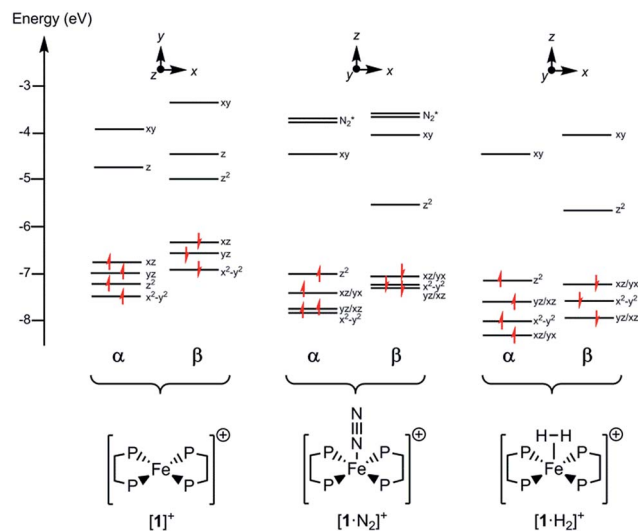 Energy (eV)
y
z
x
z
y
x
z
y
x
-3
-4
-5
-6
-7
-8
xy
z
xz
yz
z²
x²-y²
xy
z
z²
xz
yz
x²-y²
N₂*
xy
z²
xz/yx
yz/xz
x²-y²
N₂*
xy
z²
xz/yx
x²-y²
yz/xz
xy
z²
yz/xz
x²-y²
xz/yx
xy
z²
xz/yx
x²-y²
yz/xz
α
β
α
β
α
β
P
P
Fe
P
P
⊕
[1]⁺
N
N
P
P
Fe
P
P
⊕
[1·N₂]⁺
H-H
P
P
Fe
P
P
⊕
[1·H₂]⁺